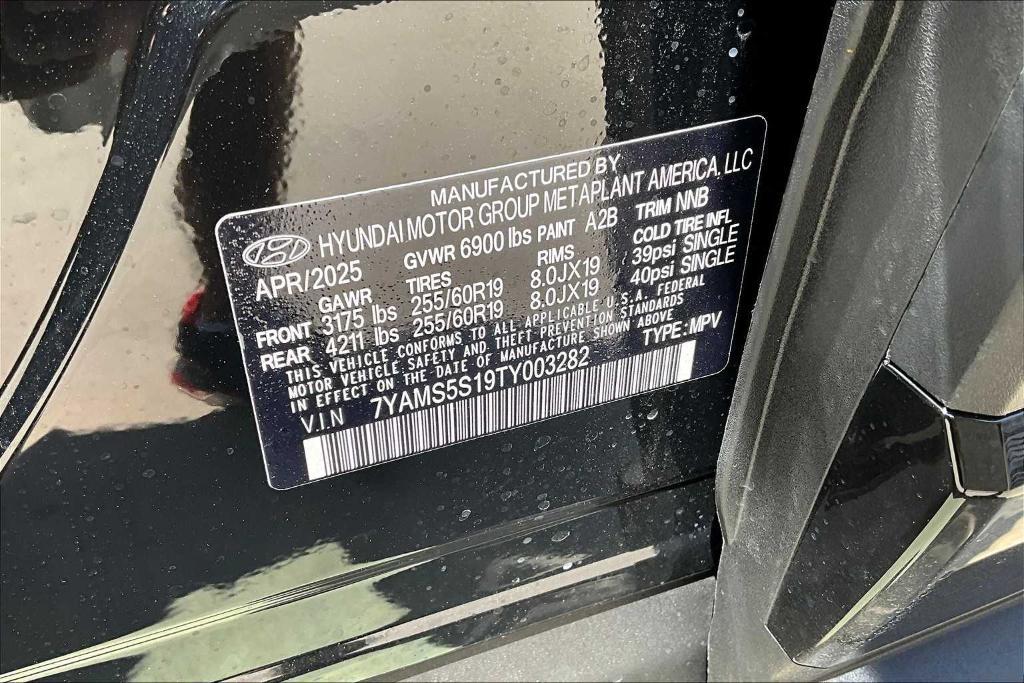 MANUFACTURED BY
HYUNDAI MOTOR GROUP METAPLANT AMERICA, LLC
APR/2025 GVWR 6900 lbs PAINT A2B TRIM NNB
GAWR TIRES RIMS COLD TIRE INFL
FRONT 3175 lbs 255/60R19 8.0JX19 39psi SINGLE
REAR 4211 lbs 255/60R19 8.0JX19 40psi SINGLE
THIS VEHICLE CONFORMS TO ALL APPLICABLE U.S.A. FEDERAL
MOTOR VEHICLE SAFETY AND THEFT PREVENTION STANDARDS
IN EFFECT ON THE DATE OF MANUFACTURE SHOWN ABOVE
V.I.N 7YAMS5S19TY003282 TYPE: MPV